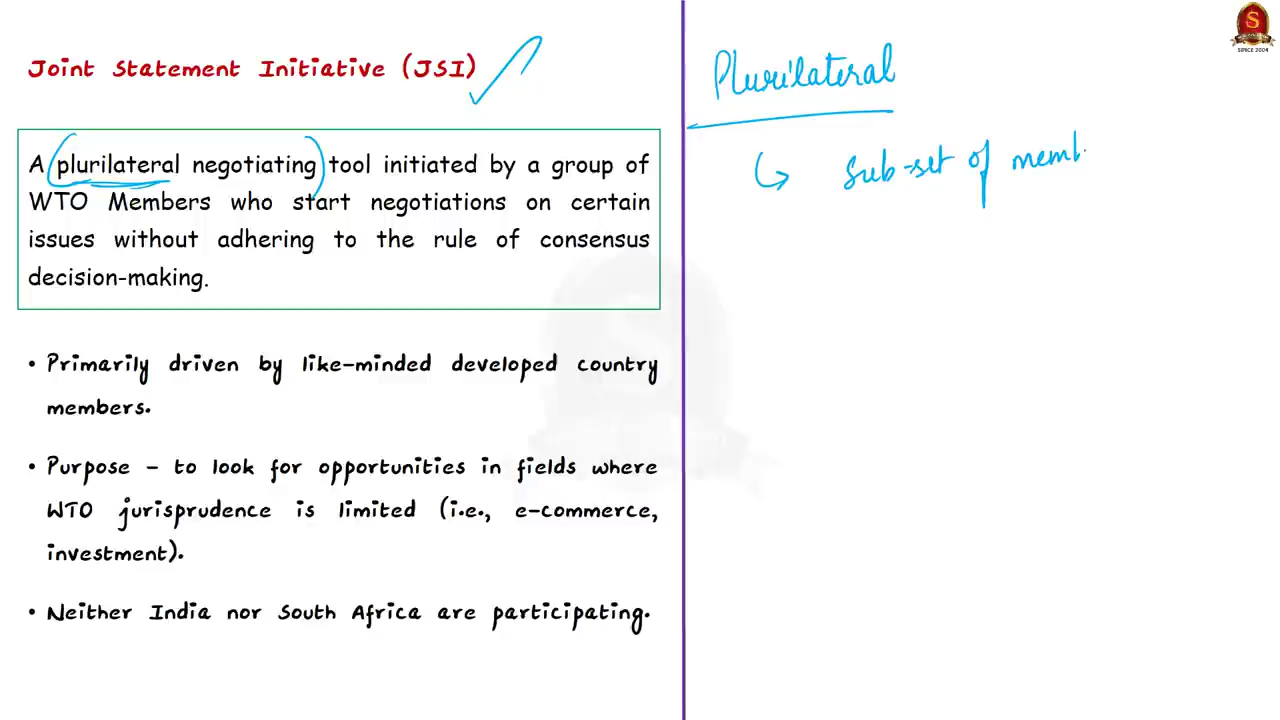 Joint Statement Initiative (JSI)
A plurilateral negotiating tool initiated by a group of
WTO Members who start negotiations on certain
issues without adhering to the rule of consensus
decision-making.
• Primarily driven by like-minded developed country
members.
• Purpose – to look for opportunities in fields where
WTO jurisprudence is limited (i.e., e-commerce,
investment).
• Neither India nor South Africa are participating.
Plurilateral
↳ Sub-set of memb
S
SINCE 2004